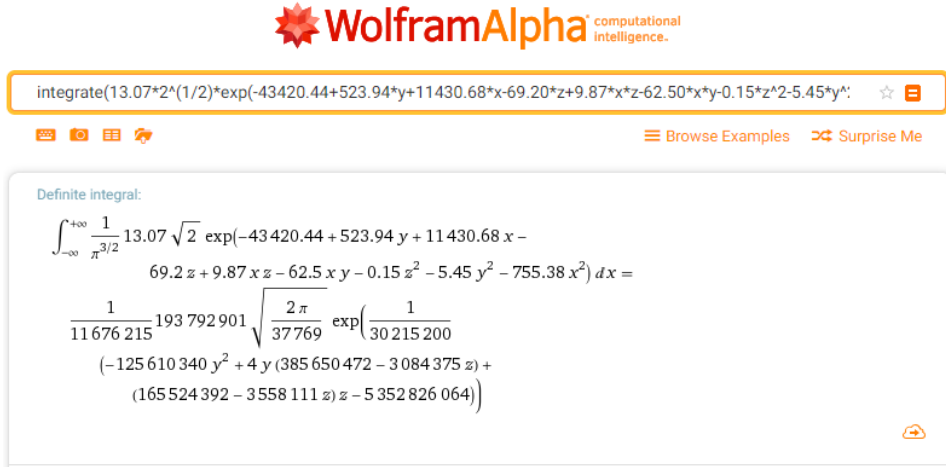 WolframAlpha computational intelligence.
integrate(13.07*2^(1/2)*exp(-43420.44+523.94*y+11430.68*x-69.20*z+9.87*x*z-62.50*x*y-0.15*z^2-5.45*y^
Browse Examples Surprise Me
Definite integral:
∫_{-∞}^{+∞} 1/π^{3/2} 13.07 √2 exp(-43 420.44 + 523.94 y + 11 430.68 x -
69.2 z + 9.87 x z - 62.5 x y - 0.15 z² - 5.45 y² - 755.38 x²) dx =
1/11 676 215 193 792 901 √(2 π/37 769) exp(1/30 215 200
(-125 610 340 y² + 4 y (385 650 472 - 3 084 375 z) +
(165 524 392 - 3 558 111 z) z - 5 352 826 064))